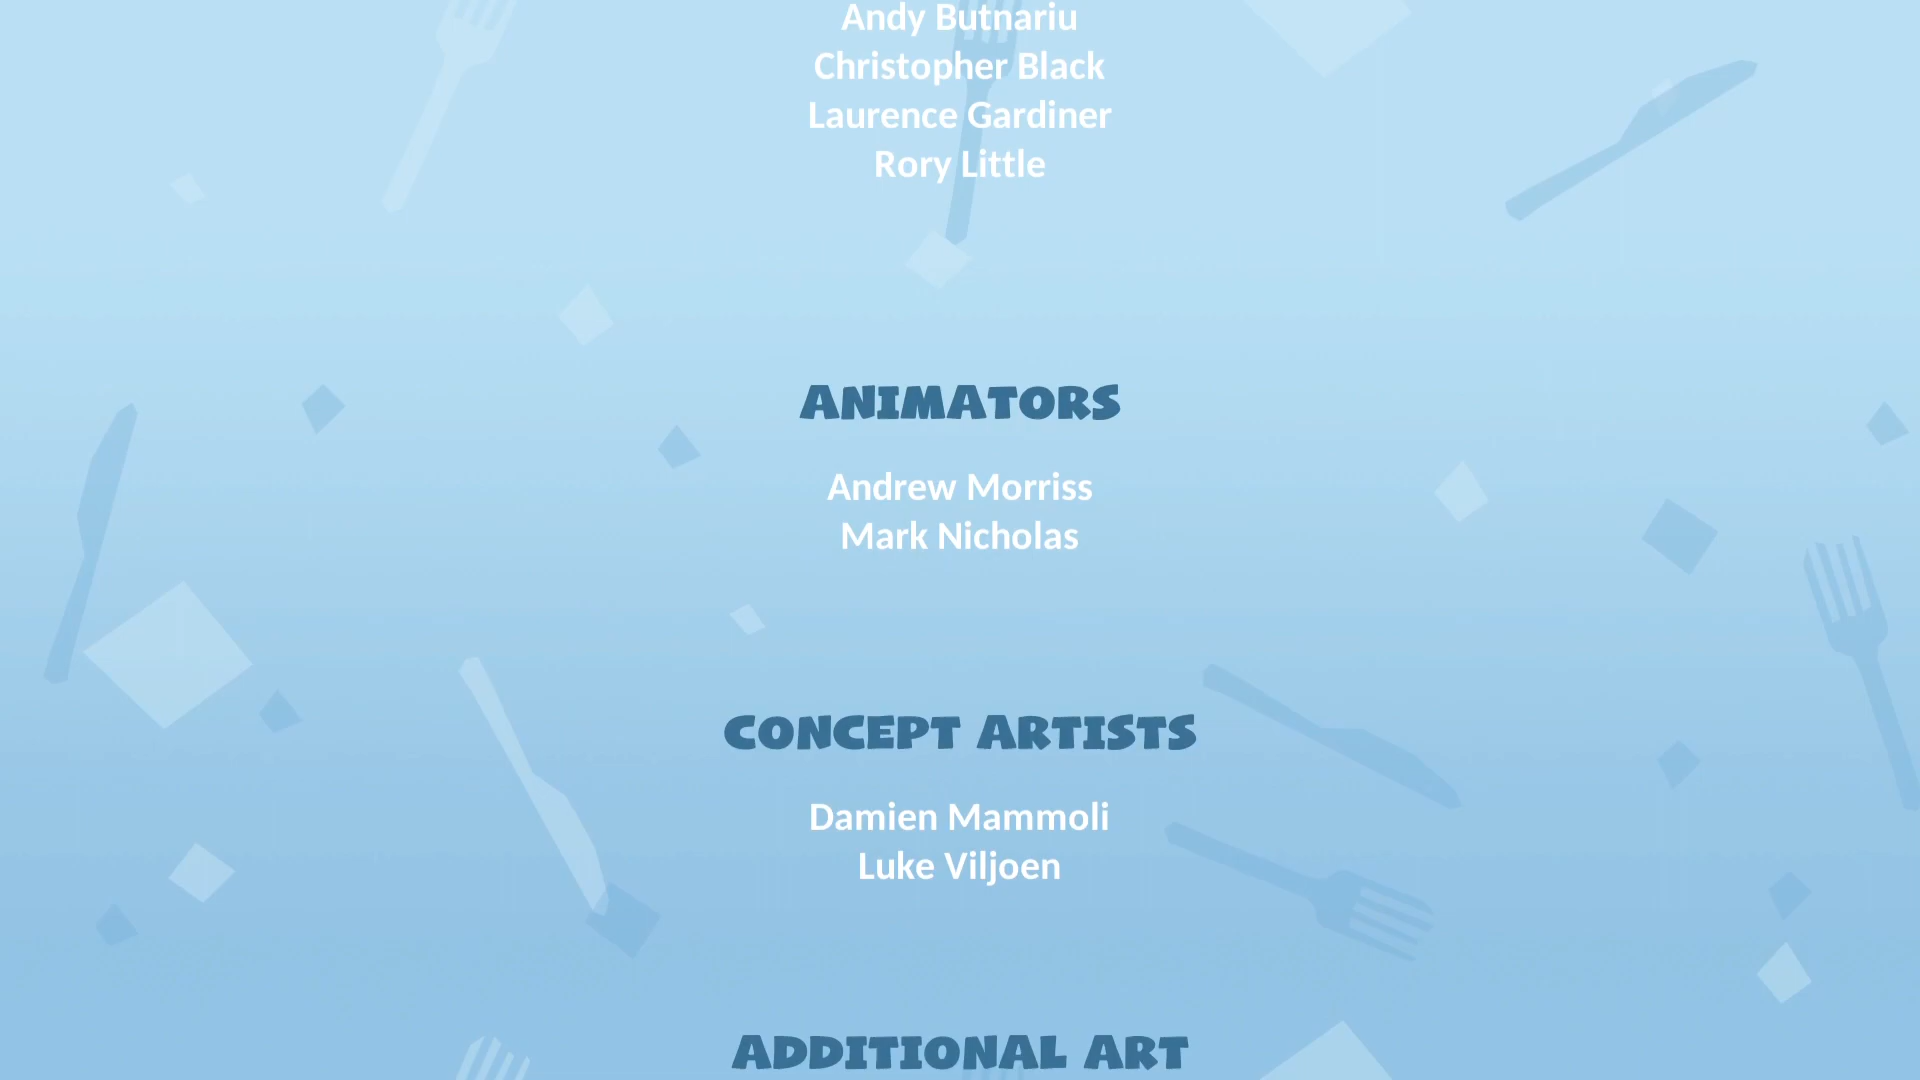 Andy Butnariu
Christopher Black
Laurence Gardiner
Rory Little
ANIMATORS
Andrew Morriss
Mark Nicholas
CONCEPT ARTISTS
Damien Mammoli
Luke Viljoen
ADDITIONAL ART